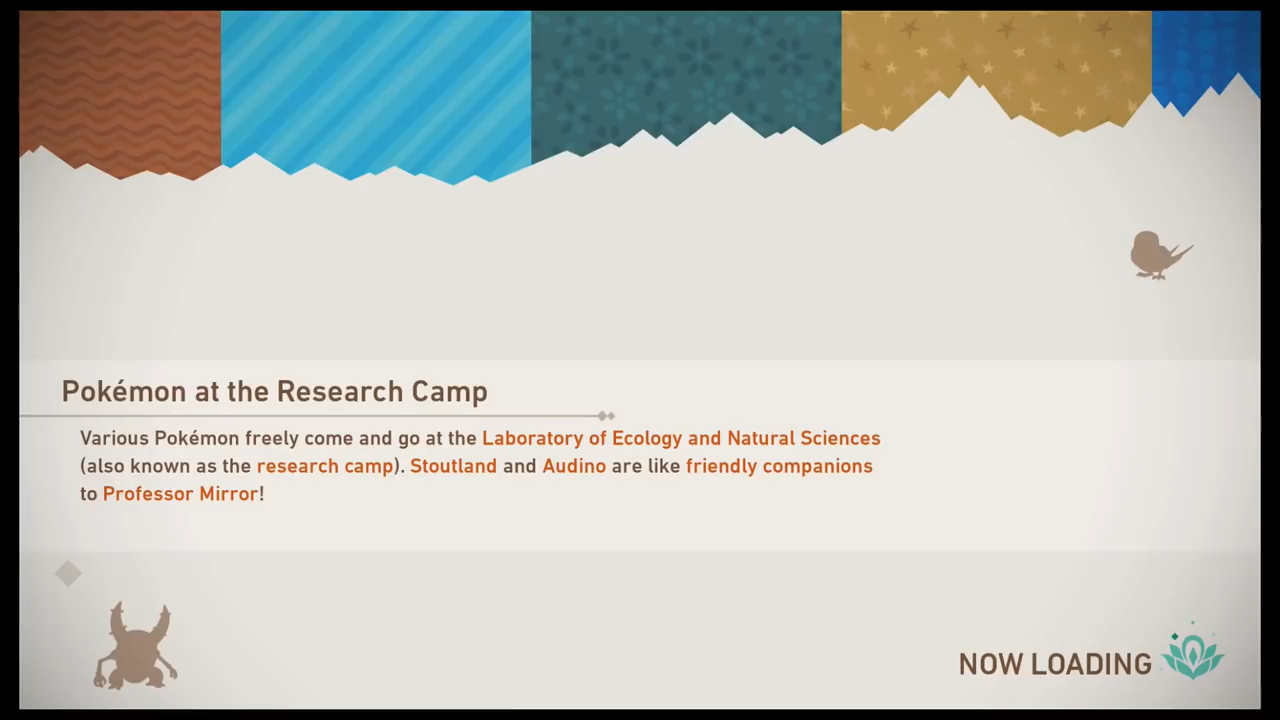 Pokémon at the Research Camp
Various Pokémon freely come and go at the Laboratory of Ecology and Natural Sciences
(also known as the research camp). Stoutland and Audino are like friendly companions
to Professor Mirror!
NOW LOADING